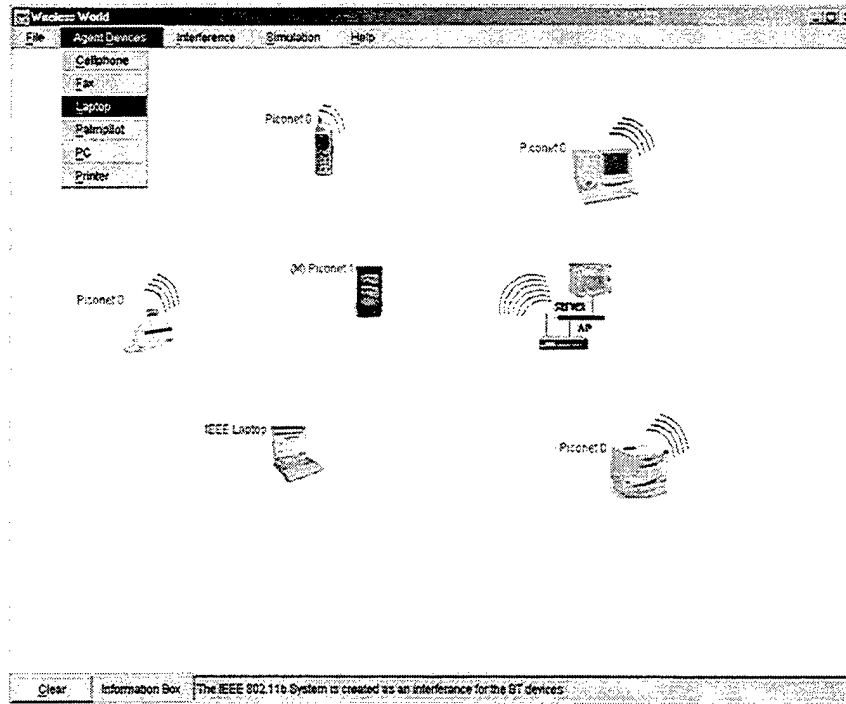 Wireless World
File Agent Devices Interference Simulation Help
Cellphone
Fax
Laptop
Palmpilot
PC
Printer
Piconet 0
Piconet 0
(M) Piconet 1
Piconet 0
Server
AP
IEEE Laptop
Piconet 0
Clear Information Box The IEEE 802.11b System is created as an interferance for the BT devices